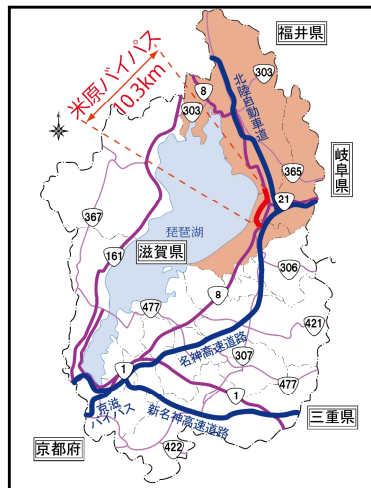 福井県
米原バイパス
10.3km
303
8
303
北陸自動車道
365
岐阜県
21
367
琵琶湖
161
滋賀県
306
477
8
421
名神高速道路
307
1
477
1
京滋
バイパス
新名神高速道路
三重県
京都府
422